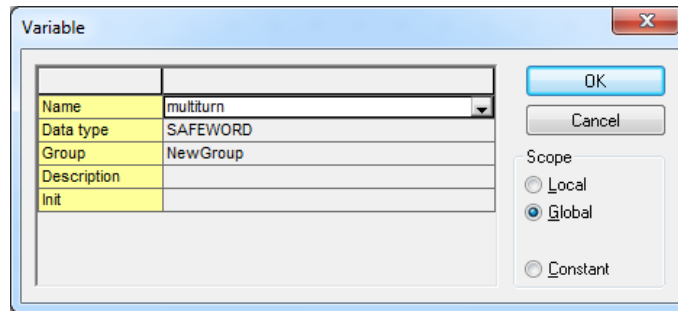 Variable
Name multiturn
Data type SAFEWORD
Group NewGroup
Description
Init
OK
Cancel
Scope
Local
Global
Constant